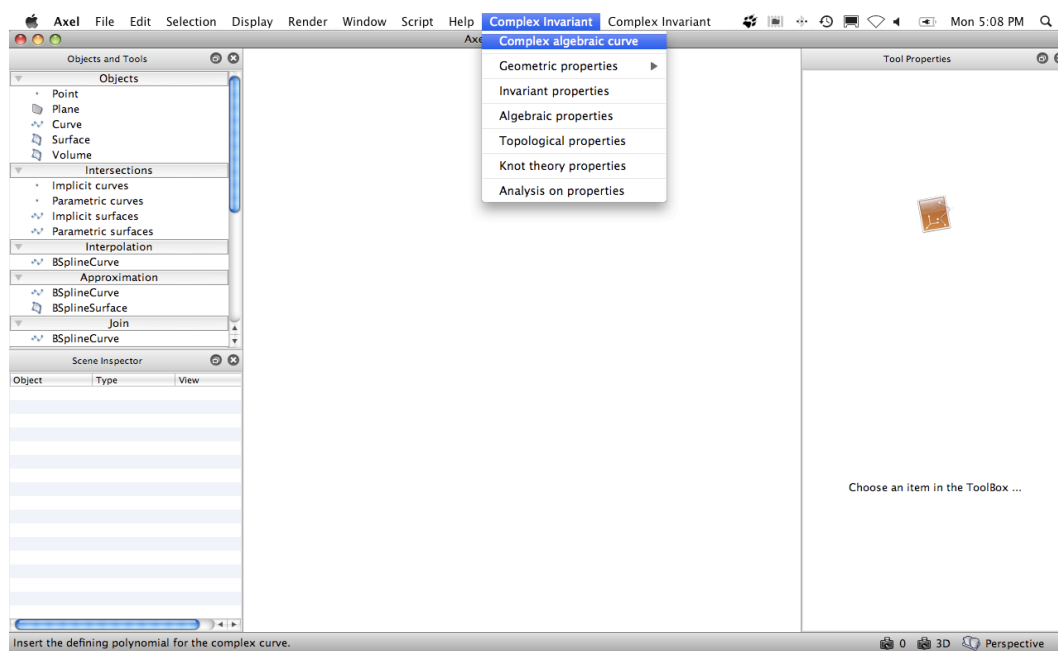 Axel File Edit Selection Display Render Window Script Help Complex Invariant Complex Invariant Mon 5:08 PM
Axe
Complex algebraic curve
Geometric properties
Invariant properties
Algebraic properties
Topological properties
Knot theory properties
Analysis on properties
Objects and Tools
Objects
Point
Plane
Curve
Surface
Volume
Intersections
Implicit curves
Parametric curves
Implicit surfaces
Parametric surfaces
Interpolation
BSplineCurve
Approximation
BSplineCurve
BSplineSurface
Join
BSplineCurve
Scene Inspector
Object Type View
Tool Properties
Choose an item in the ToolBox ...
Insert the defining polynomial for the complex curve.
0 3D Perspective